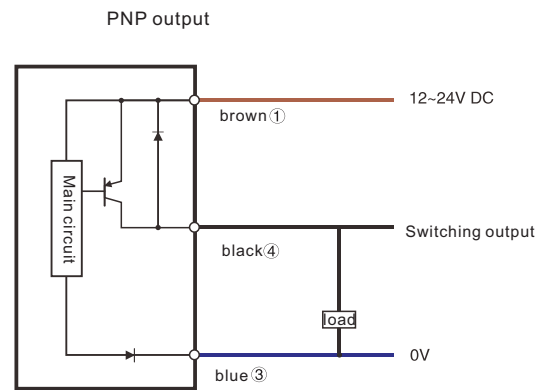 PNP output
12~24V DC
brown①
Main circuit
Switching output
black④
load
0V
blue③